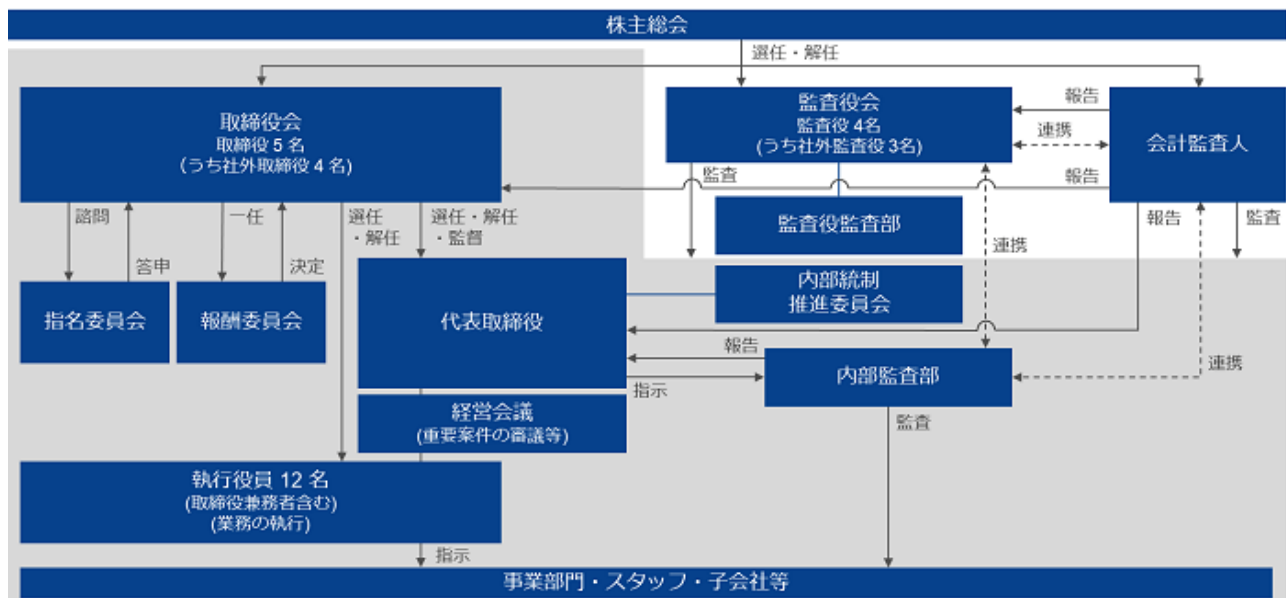 株主総会
選任・解任
取締役会
取締役 5 名
(うち社外取締役 4 名)
監査役会
監査役 4名
(うち社外監査役 3名)
報告
連携
会計監査人
報告
監査
監査役監査部
諮問
答申
一任
決定
選任
・解任
選任・解任
・監督
連携
報告
監査
指名委員会
報酬委員会
代表取締役
内部統制
推進委員会
報告
指示
内部監査部
連携
経営会議
(重要案件の審議等)
監査
執行役員 12 名
(取締役兼務者含む)
(業務の執行)
指示
事業部門・スタッフ・子会社等